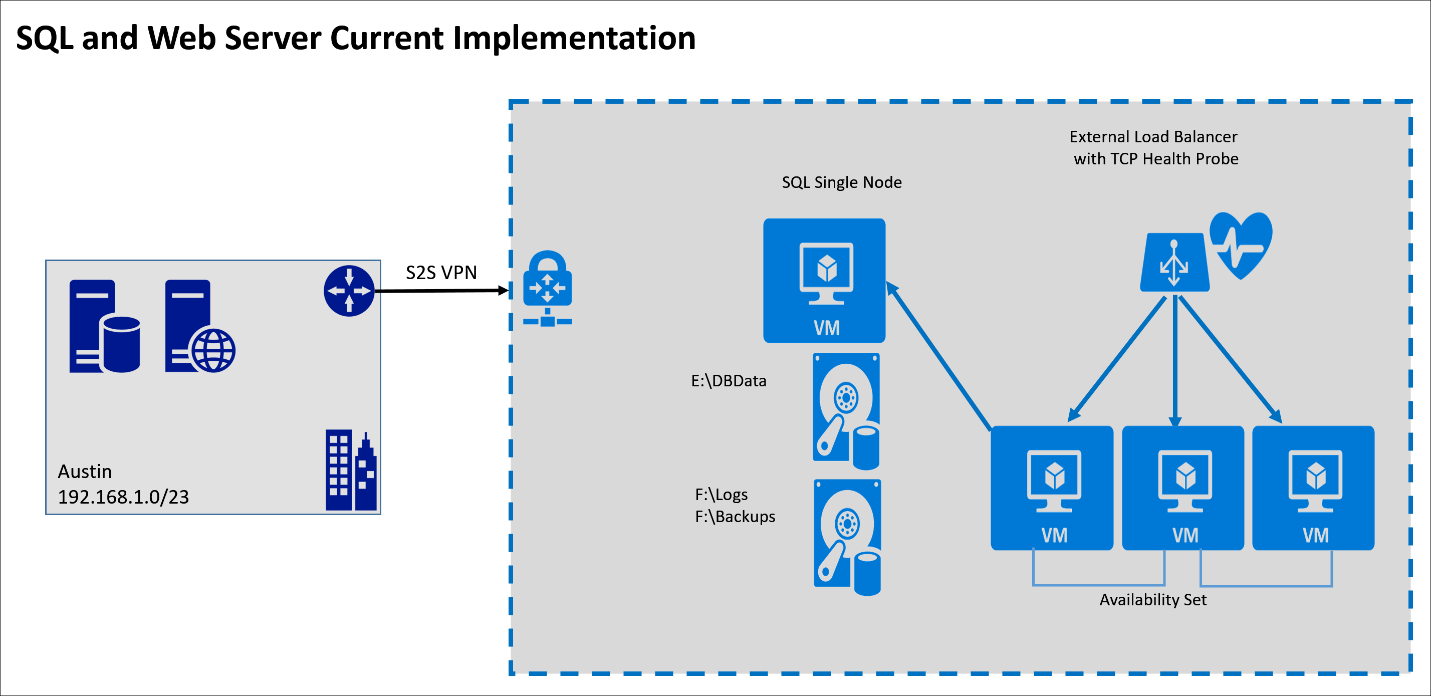 SQL and Web Server Current Implementation
External Load Balancer
with TCP Health Probe
SQL Single Node
VM
S2S VPN
E:\DBData
F:\Logs
F:\Backups
Austin
192.168.1.0/23
VM
VM
VM
Availability Set